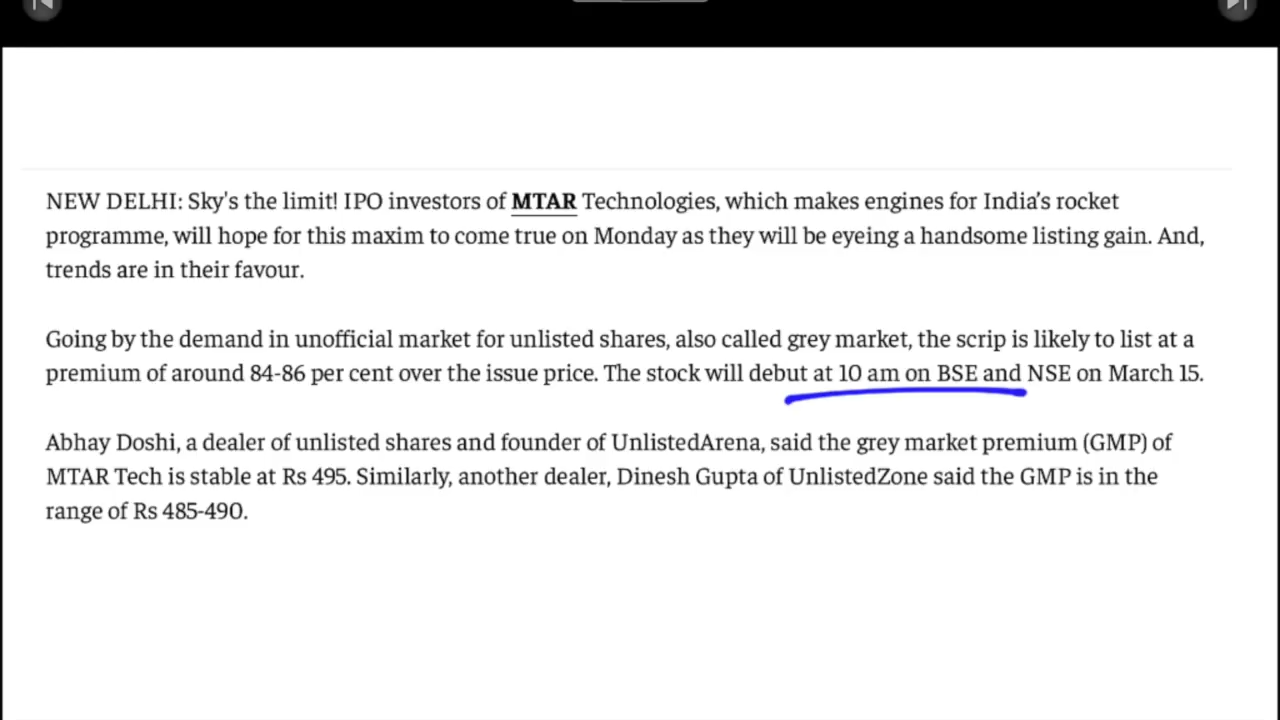 NEW DELHI: Sky's the limit! IPO investors of MTAR Technologies, which makes engines for India’s rocket
programme, will hope for this maxim to come true on Monday as they will be eyeing a handsome listing gain. And,
trends are in their favour.
Going by the demand in unofficial market for unlisted shares, also called grey market, the scrip is likely to list at a
premium of around 84-86 per cent over the issue price. The stock will debut at 10 am on BSE and NSE on March 15.
Abhay Doshi, a dealer of unlisted shares and founder of UnlistedArena, said the grey market premium (GMP) of
MTAR Tech is stable at Rs 495. Similarly, another dealer, Dinesh Gupta of UnlistedZone said the GMP is in the
range of Rs 485-490.